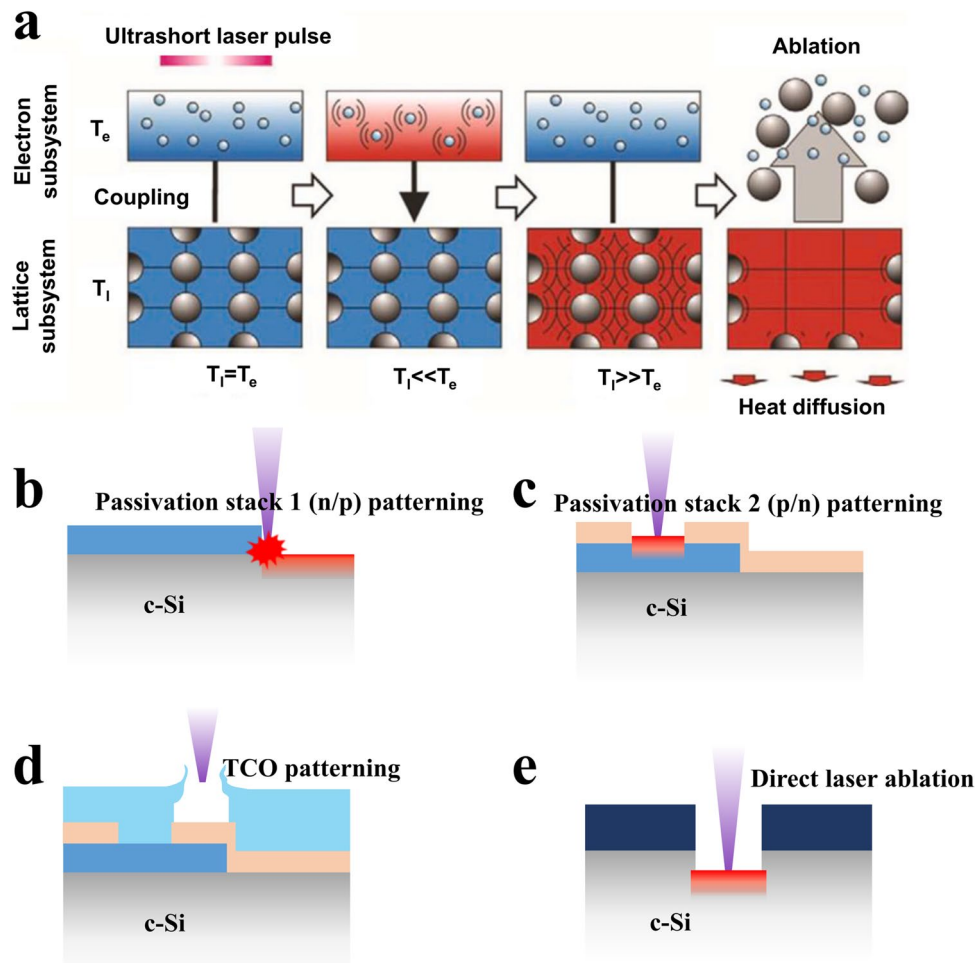 a
Ultrashort laser pulse
Ablation
Electron
subsystem
Tₑ
Coupling
Lattice
subsystem
Tₗ
Tₗ=Tₑ
Tₗ<<Tₑ
Tₗ>>Tₑ
Heat diffusion
b
Passivation stack 1 (n/p) patterning
c-Si
c
Passivation stack 2 (p/n) patterning
c-Si
d
TCO patterning
c-Si
e
Direct laser ablation
c-Si